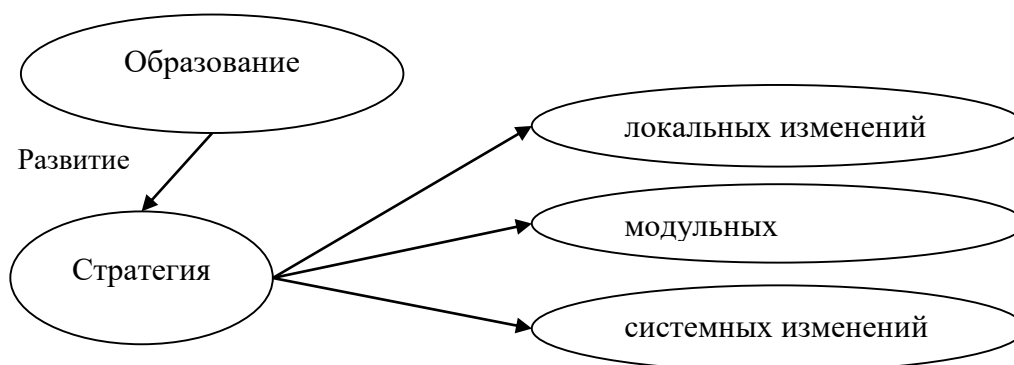 Образование
локальных изменений
Развитие
модульных
Стратегия
системных изменений